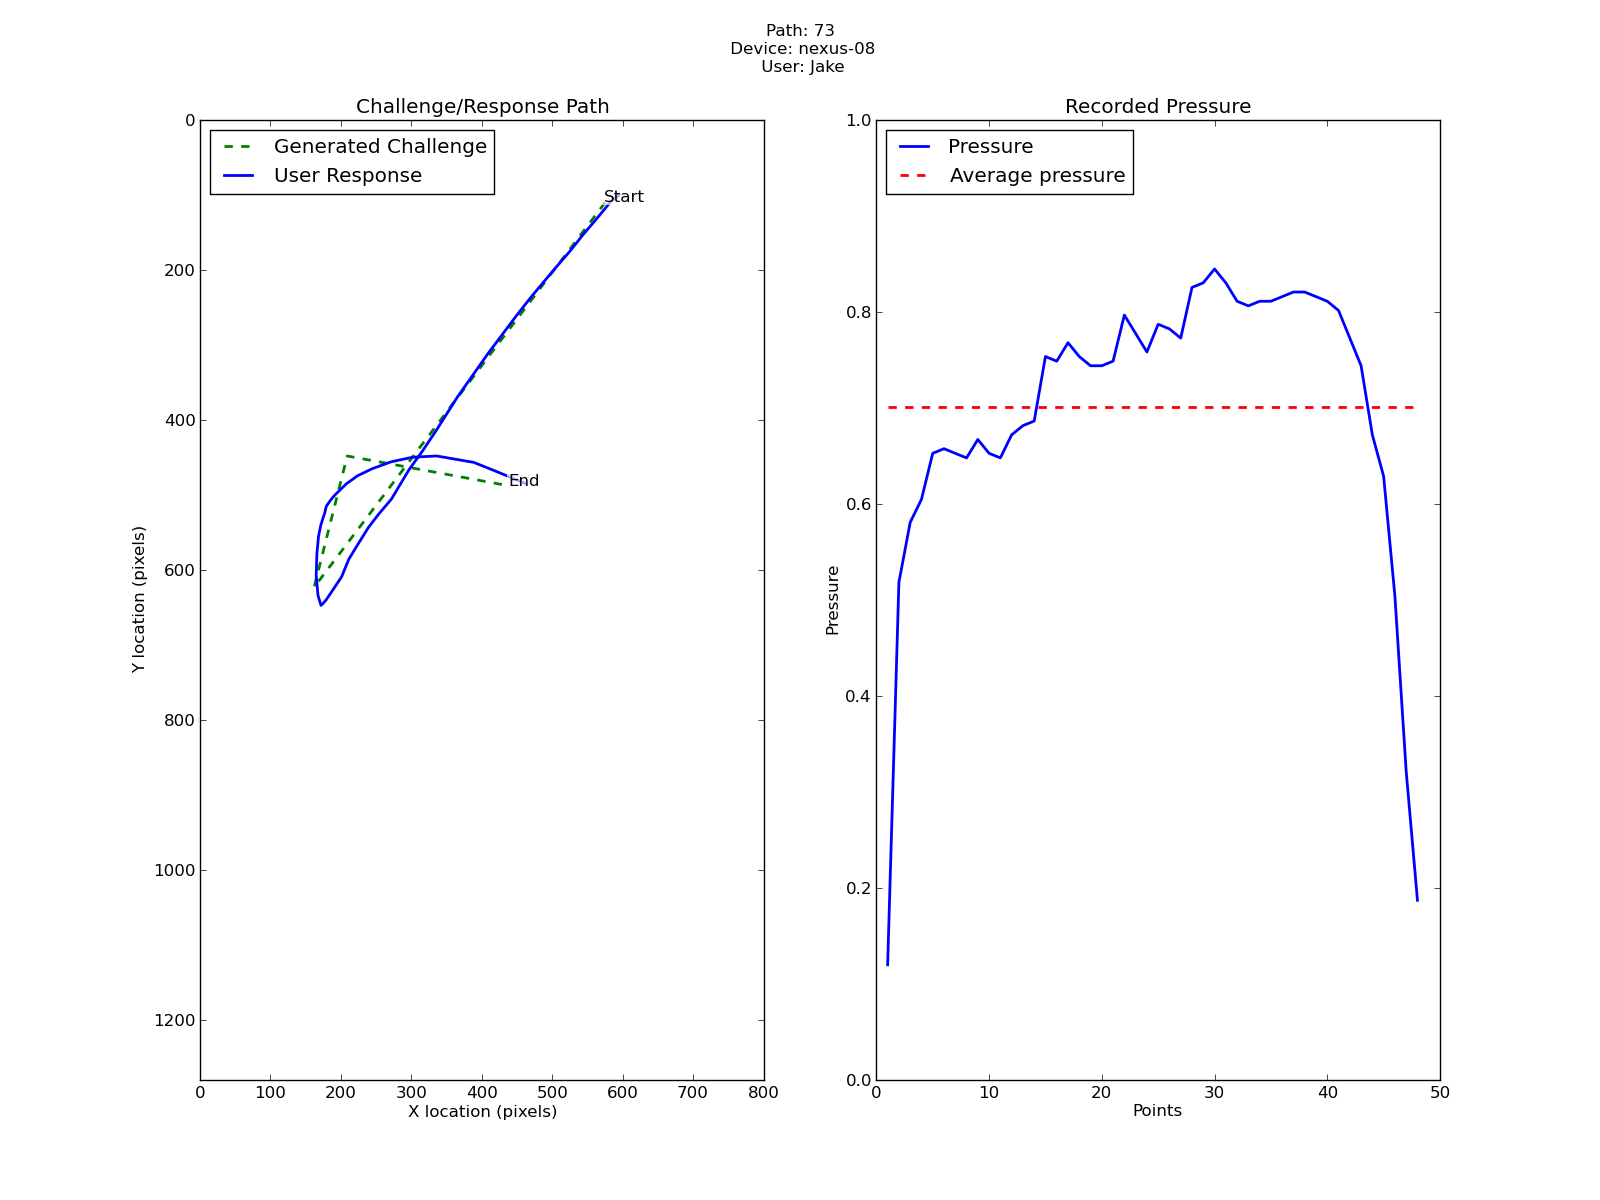 Path: 73
Device: nexus-08
User: Jake
Challenge/Response Path
Generated Challenge
User Response
Start
End
0
200
400
600
800
1000
1200
Y location (pixels)
0 100 200 300 400 500 600 700 800
X location (pixels)
Recorded Pressure
Pressure
Average pressure
1.0
0.8
0.6
0.4
0.2
0.0
Pressure
0 10 20 30 40 50
Points